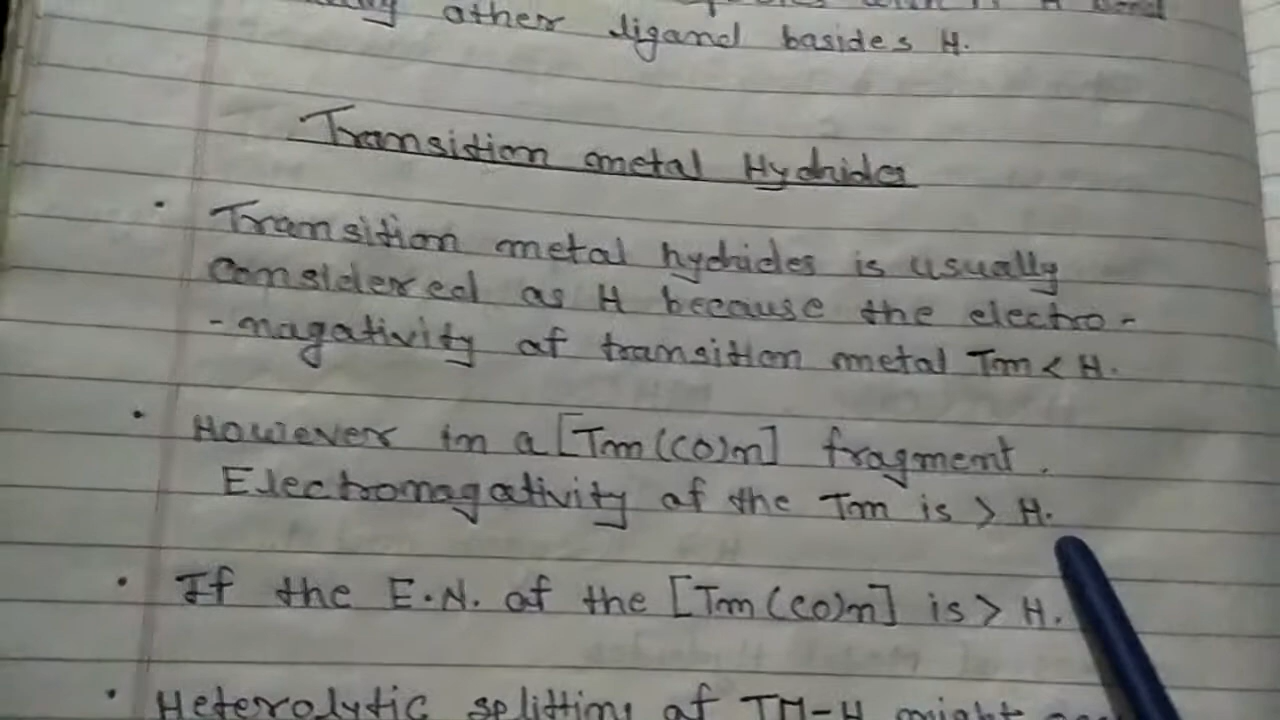 other ligand basides H.
Transition metal Hydrides
• Transition metal hydrides is usually
considered as H because the electro-
-nagativity of transition metal Tm < H.
• However in a [Tm(CO)n] fragment.
Electronagativity of the Tm is > H.
• If the E.N. of the [Tm(CO)n] is > H.
• Heterolytic splitting of TM-H might